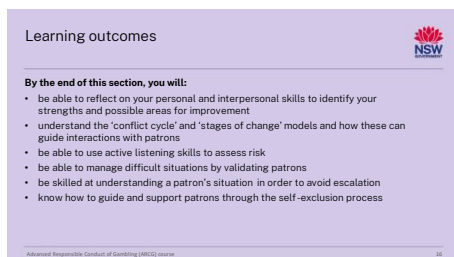 Learning outcomes
NSW
GOVERNMENT
By the end of this section, you will:
• be able to reflect on your personal and interpersonal skills to identify your
strengths and possible areas for improvement
• understand the ‘conflict cycle’ and ‘stages of change’ models and how these can
guide interactions with patrons
• be able to use active listening skills to assess risk
• be able to manage difficult situations by validating patrons
• be skilled at understanding a patron’s situation in order to avoid escalation
• know how to guide and support patrons through the self-exclusion process
Advanced Responsible Conduct of Gambling (ARCG) course
16